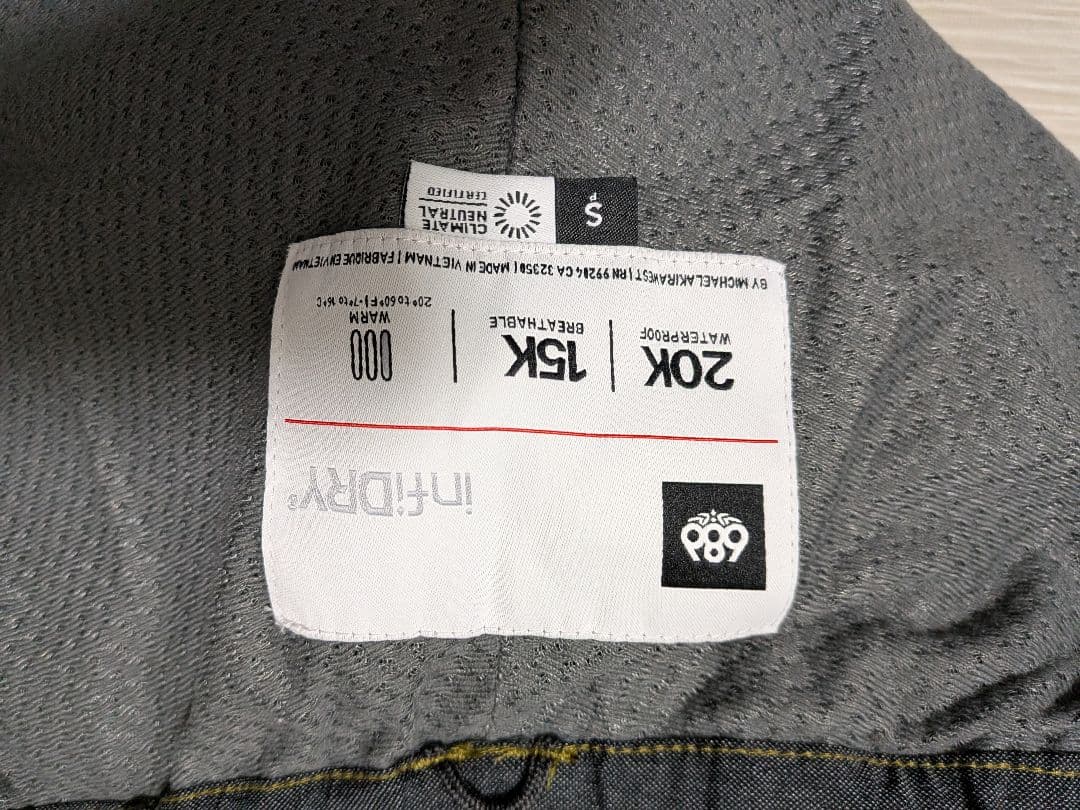 686
infiDRY
20K | 15K |
WATERPROOF BREATHABLE WARM
20° to 60°F | -7° to 16°C
BY MICHAELAKIRAWEST | RN 99284 CA 32350 | MADE IN VIETNAM | FABRIQUE EN VIETNAM
S
P
CLIMATE
NEUTRAL
CERTIFIED